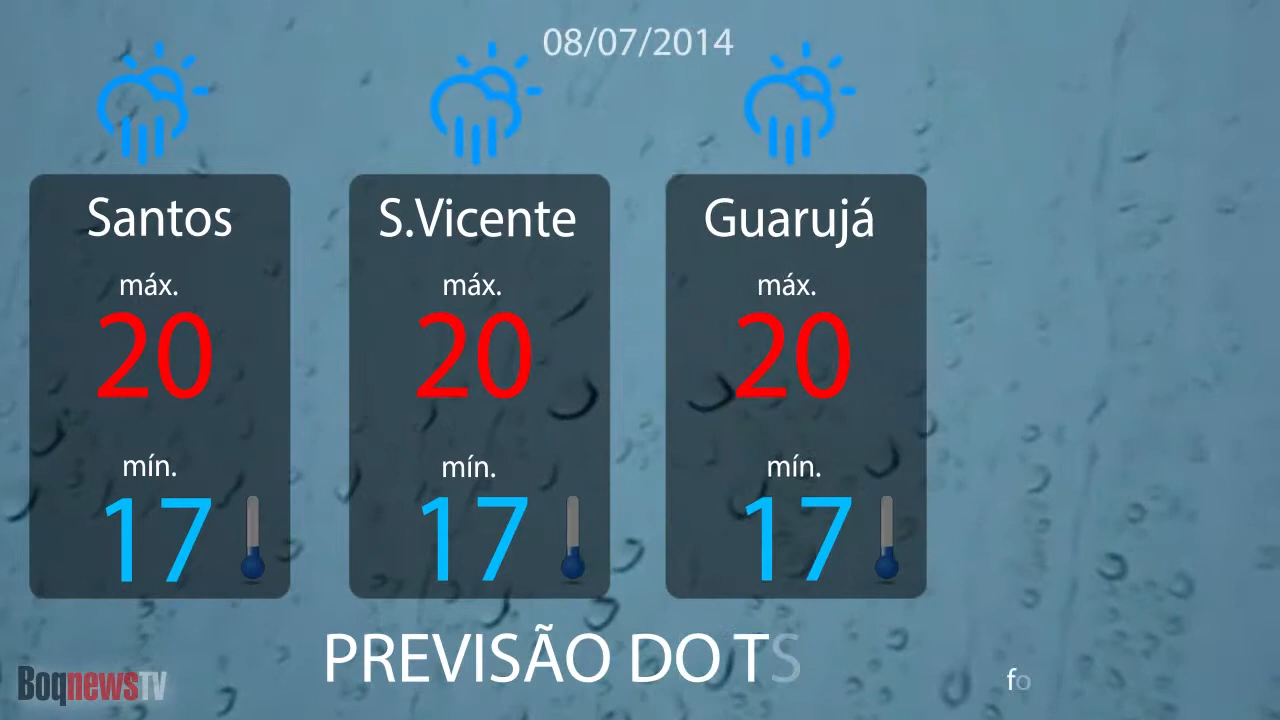 08/07/2014
Santos
máx.
20
mín.
17
S.Vicente
máx.
20
mín.
17
Guarujá
máx.
20
mín.
17
PREVISÃO DO TS
fo
BoqnewsTV